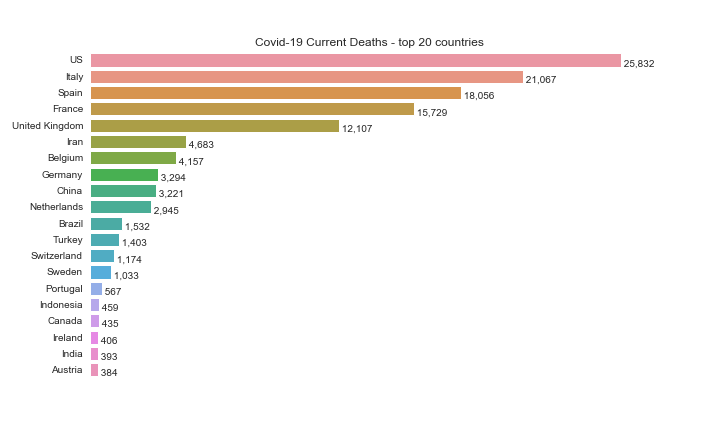 Covid-19 Current Deaths - top 20 countries
US 25,832
Italy 21,067
Spain 18,056
France 15,729
United Kingdom 12,107
Iran 4,683
Belgium 4,157
Germany 3,294
China 3,221
Netherlands 2,945
Brazil 1,532
Turkey 1,403
Switzerland 1,174
Sweden 1,033
Portugal 567
Indonesia 459
Canada 435
Ireland 406
India 393
Austria 384